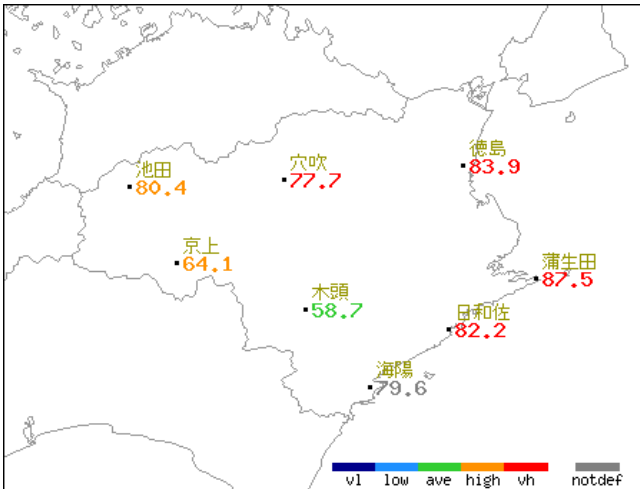 徳島
83.9
穴吹
77.7
池田
80.4
京上
64.1
蒲生田
87.5
木頭
58.7
日和佐
82.2
海陽
79.6
vl low ave high vh notdef